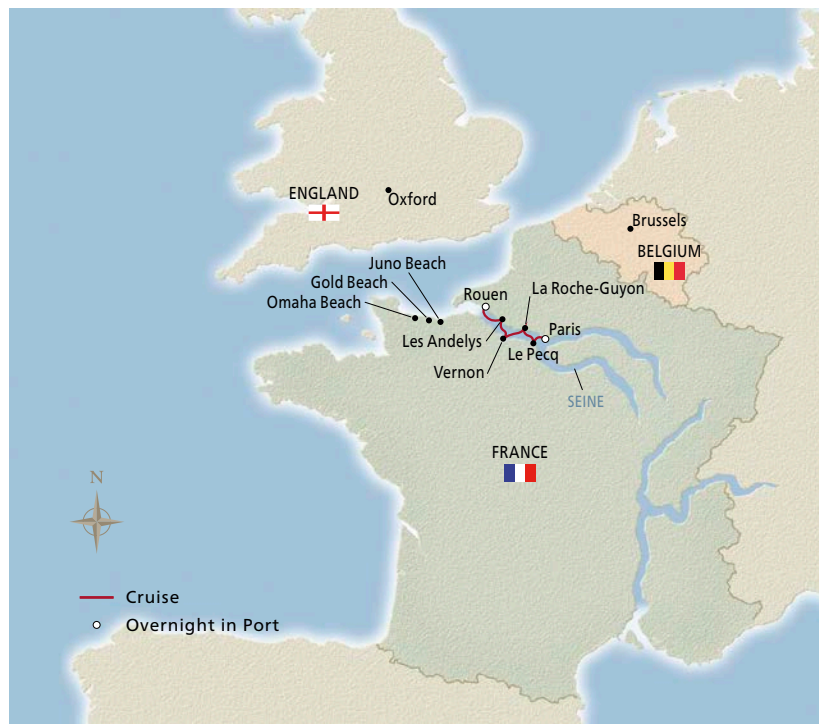 ENGLAND
Oxford
Brussels
BELGIUM
Juno Beach
Gold Beach
Omaha Beach
Rouen
La Roche-Guyon
Paris
Les Andelys
Le Pecq
Vernon
SEINE
FRANCE
N
Cruise
Overnight in Port